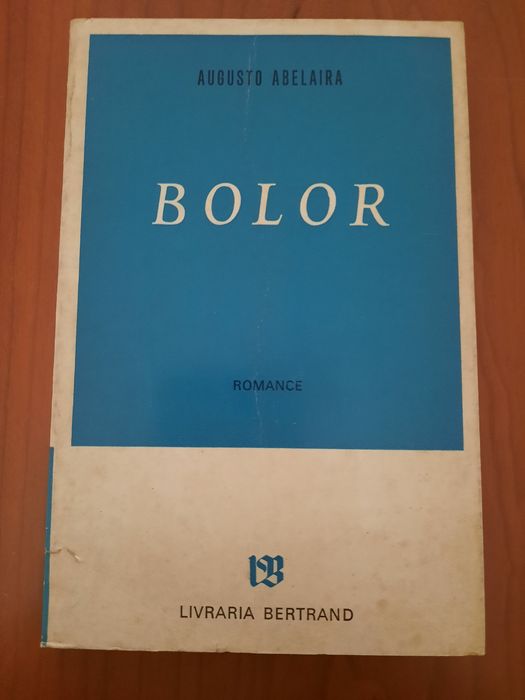 AUGUSTO ABELAIRA
BOLOR
ROMANCE
LB
LIVRARIA BERTRAND